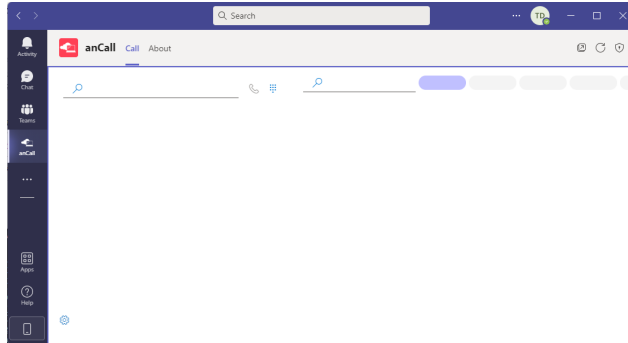 Search
TD
Activity
anCall
Call
About
Chat
Teams
anCall
Apps
Help